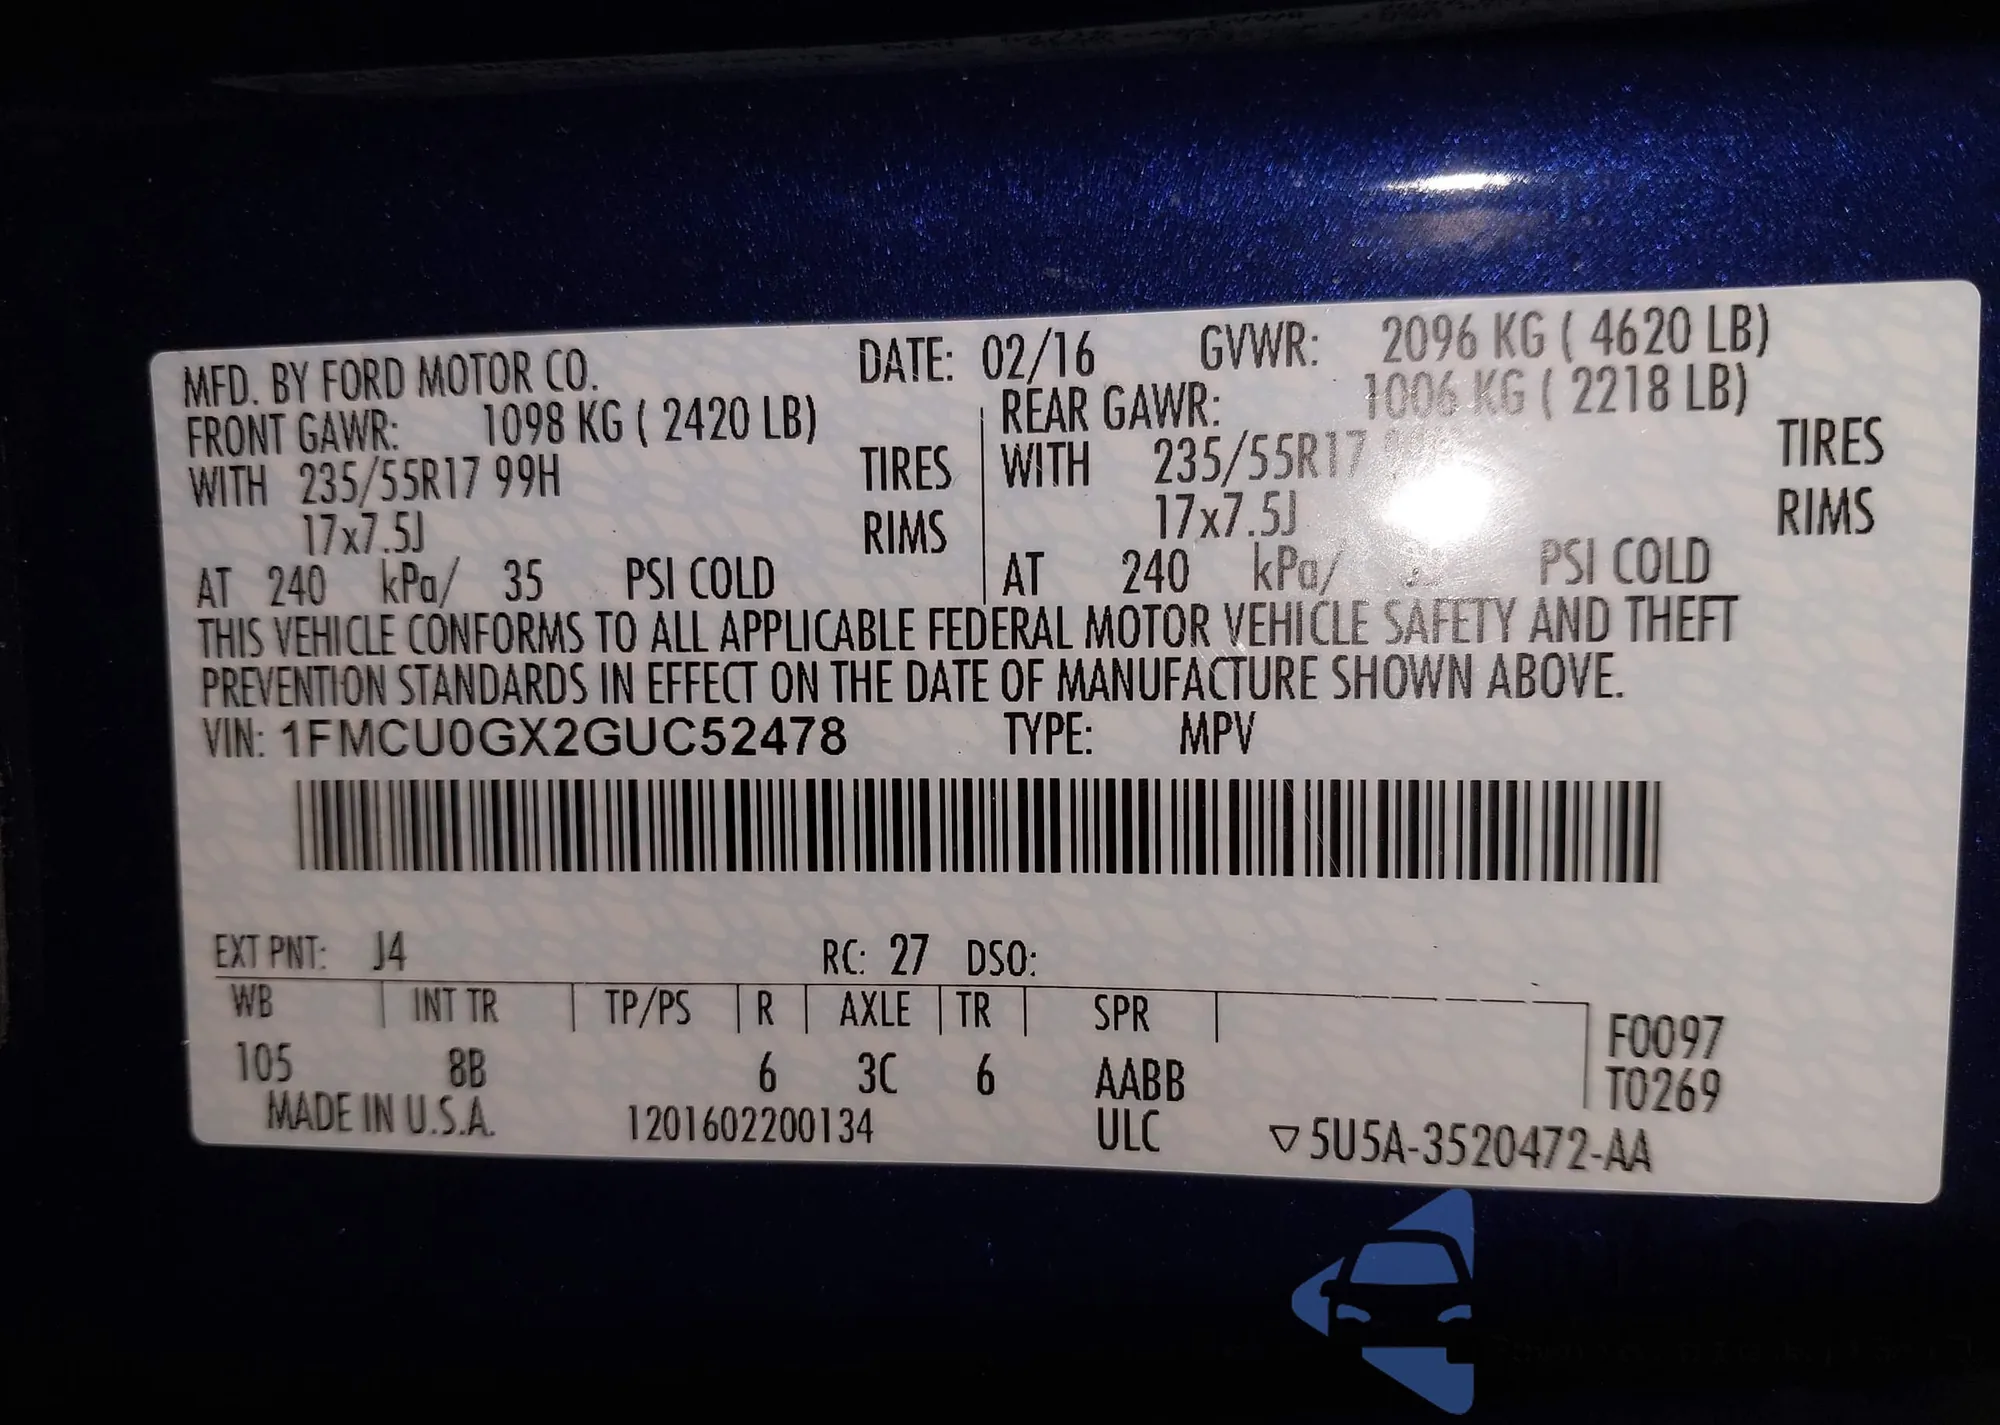 MFD. BY FORD MOTOR CO. DATE: 02/16 GVWR: 2096 KG ( 4620 LB)
FRONT GAWR: 1098 KG ( 2420 LB) REAR GAWR: 1006 KG ( 2218 LB)
WITH 235/55R17 99H TIRES WITH 235/55R17 TIRES
17x7.5J RIMS 17x7.5J RIMS
AT 240 kPa/ 35 PSI COLD AT 240 kPa/ PSI COLD
THIS VEHICLE CONFORMS TO ALL APPLICABLE FEDERAL MOTOR VEHICLE SAFETY AND THEFT
PREVENTION STANDARDS IN EFFECT ON THE DATE OF MANUFACTURE SHOWN ABOVE.
VIN: 1FMCU0GX2GUC52478 TYPE: MPV
EXT PNT: J4 RC: 27 DSO:
WB INT TR TP/PS R AXLE TR SPR
F0097
105 8B 6 3C 6 AABB
T0269
MADE IN U.S.A. 1201602200134 ULC ▽5U5A-3520472-AA